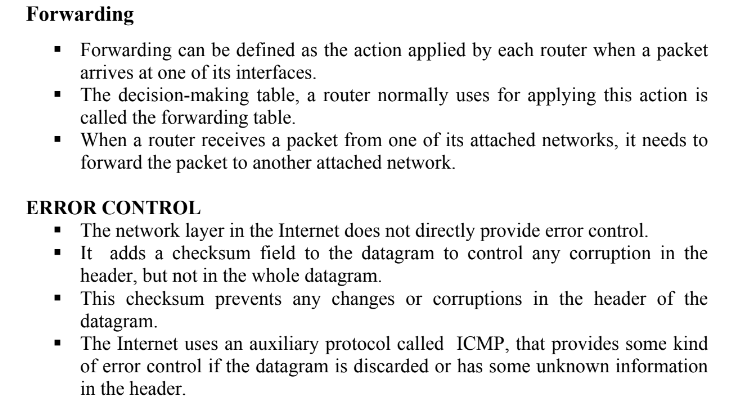 Forwarding
▪ Forwarding can be defined as the action applied by each router when a packet
arrives at one of its interfaces.
▪ The decision-making table, a router normally uses for applying this action is
called the forwarding table.
▪ When a router receives a packet from one of its attached networks, it needs to
forward the packet to another attached network.
ERROR CONTROL
▪ The network layer in the Internet does not directly provide error control.
▪ It adds a checksum field to the datagram to control any corruption in the
header, but not in the whole datagram.
▪ This checksum prevents any changes or corruptions in the header of the
datagram.
▪ The Internet uses an auxiliary protocol called ICMP, that provides some kind
of error control if the datagram is discarded or has some unknown information
in the header.